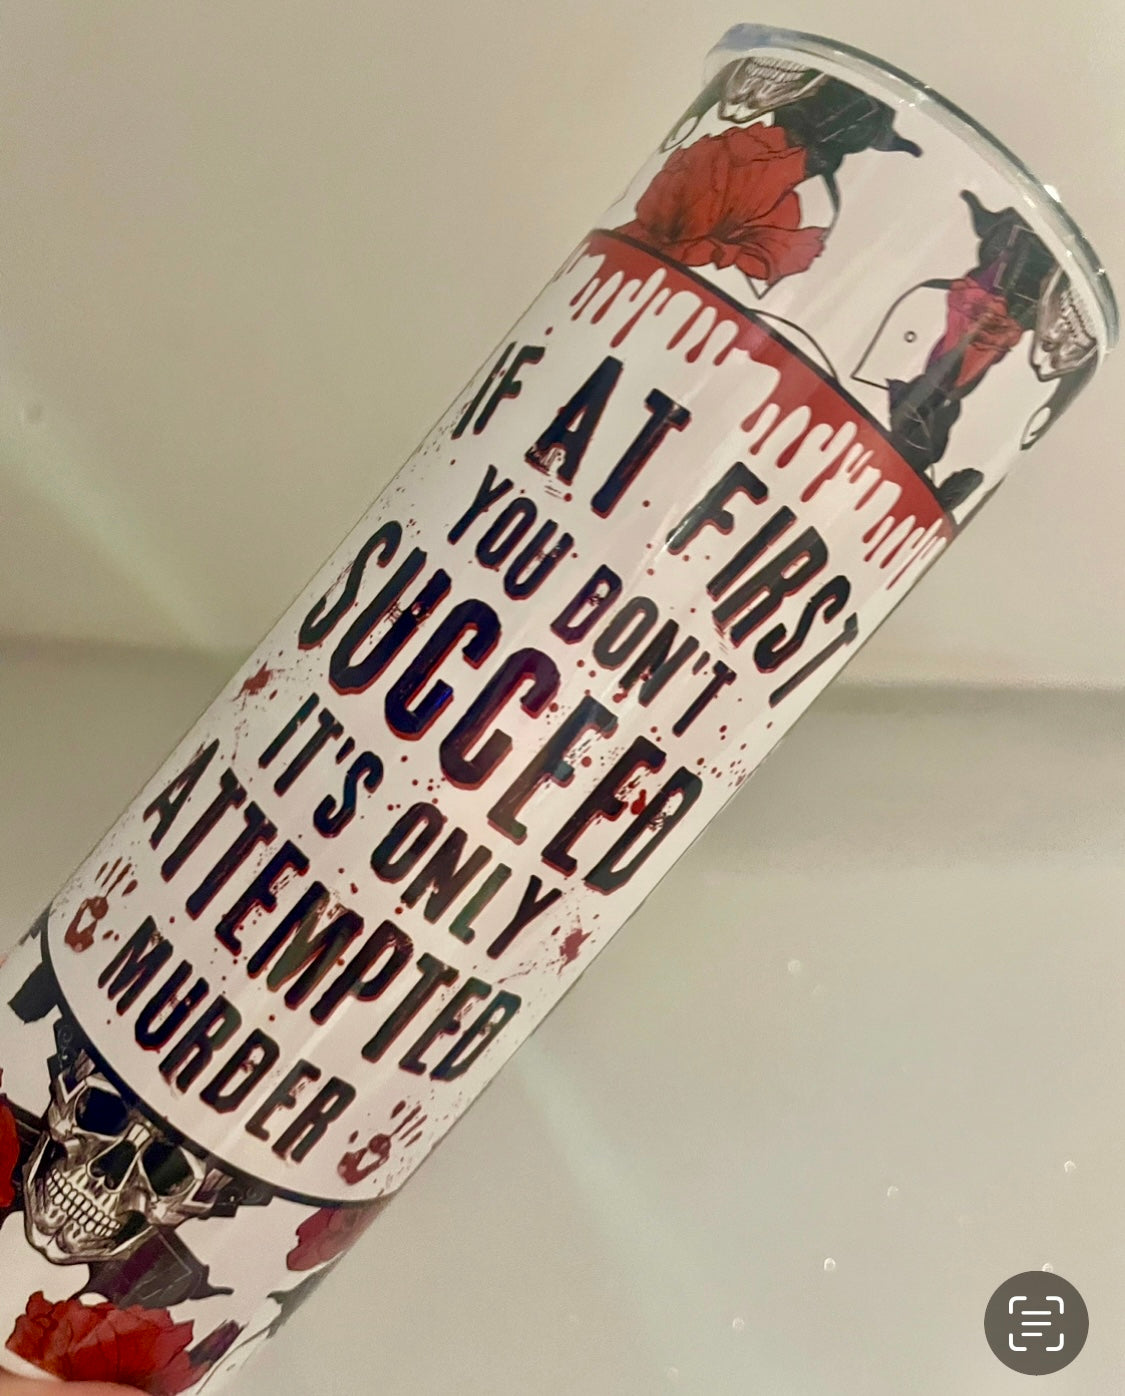 IF AT FIRST
YOU DON'T
SUCCEED
IT'S ONLY
ATTEMPTED
MURDER